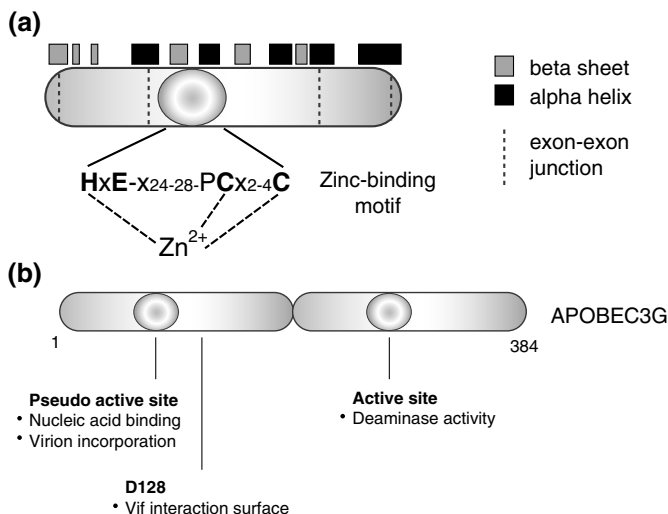 (a)
beta sheet
alpha helix
exon-exon
junction
HxE-x24-28-PCx2-4C
Zinc-binding
motif
Zn2+
(b)
APOBEC3G
1
384
Pseudo active site
• Nucleic acid binding
• Virion incorporation
Active site
• Deaminase activity
D128
• Vif interaction surface